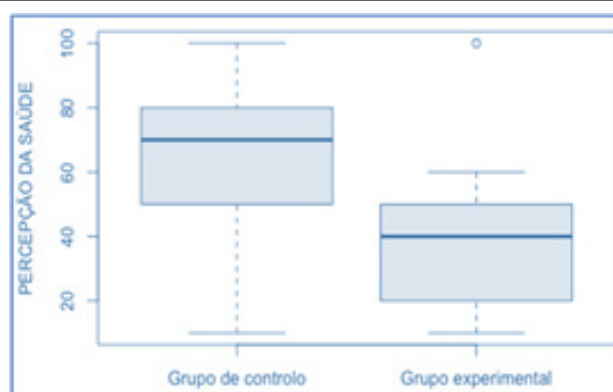 PERCEPÇÃO DA SAÚDE
100
80
60
40
20
Grupo de controlo
Grupo experimental